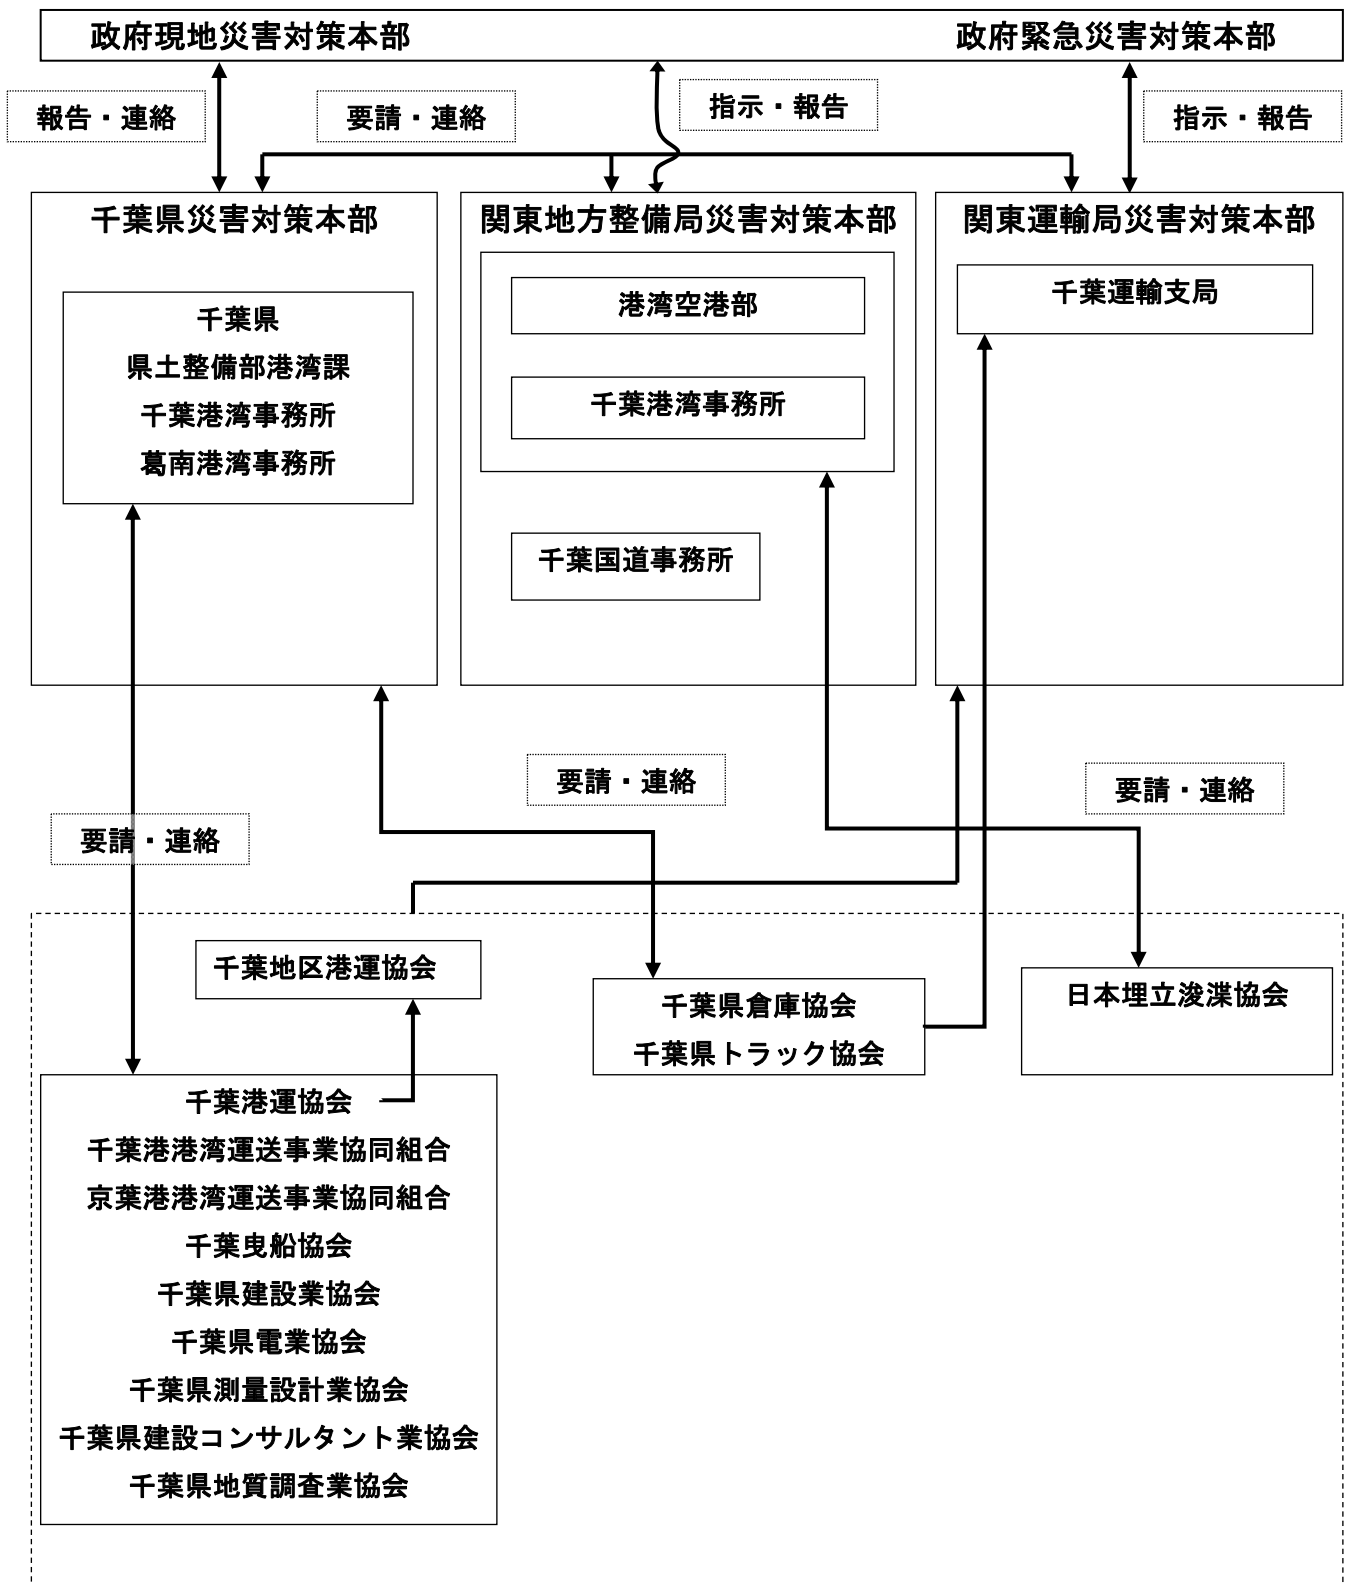 政府現地災害対策本部
政府緊急災害対策本部
報告・連絡
要請・連絡
指示・報告
指示・報告
千葉県災害対策本部
千葉県
県土整備部港湾課
千葉港湾事務所
葛南港湾事務所
関東地方整備局災害対策本部
港湾空港部
千葉港湾事務所
千葉国道事務所
関東運輸局災害対策本部
千葉運輸支局
要請・連絡
要請・連絡
要請・連絡
千葉地区港運協会
千葉県倉庫協会
千葉県トラック協会
日本埋立浚渫協会
千葉港運協会
千葉港港湾運送事業協同組合
京葉港港湾運送事業協同組合
千葉曳船協会
千葉県建設業協会
千葉県電業協会
千葉県測量設計業協会
千葉県建設コンサルタント業協会
千葉県地質調査業協会